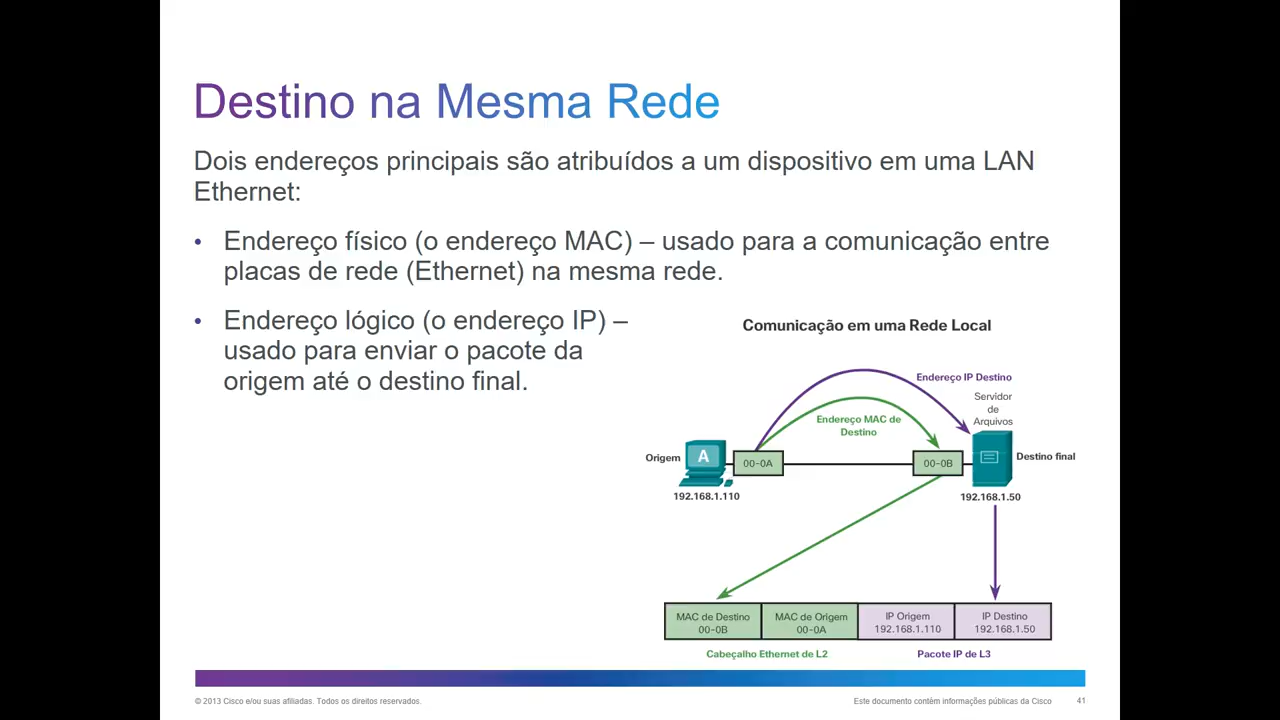 Destino na Mesma Rede
Dois endereços principais são atribuídos a um dispositivo em uma LAN
Ethernet:
• Endereço físico (o endereço MAC) – usado para a comunicação entre
placas de rede (Ethernet) na mesma rede.
• Endereço lógico (o endereço IP) –
usado para enviar o pacote da
origem até o destino final.
Comunicação em uma Rede Local
Endereço IP Destino
Servidor
de
Arquivos
Endereço MAC de
Destino
Origem
A
00-0A
00-0B
Destino final
192.168.1.110
192.168.1.50
MAC de Destino
00-0B
MAC de Origem
00-0A
IP Origem
192.168.1.110
IP Destino
192.168.1.50
Cabeçalho Ethernet de L2
Pacote IP de L3
© 2013 Cisco e/ou suas afiliadas. Todos os direitos reservados.
Este documento contém informações públicas da Cisco
41